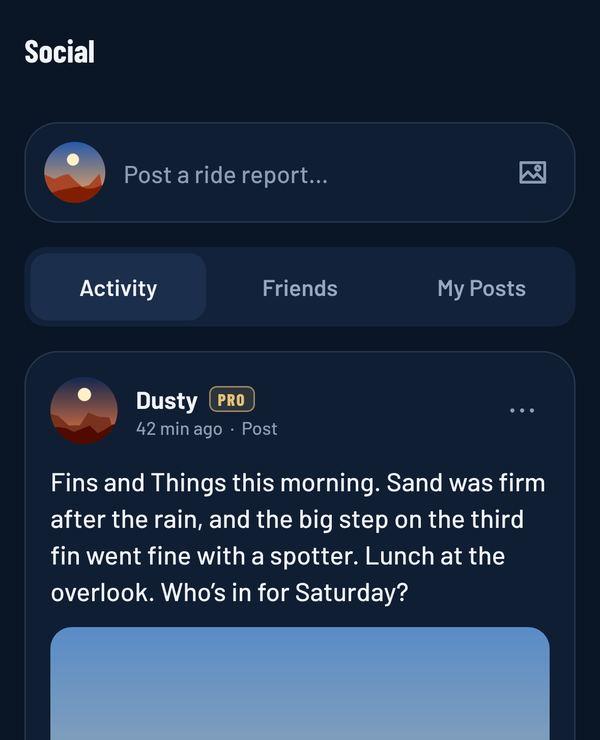 Social
Post a ride report...
Activity
Friends
My Posts
Dusty PRO
42 min ago · Post
Fins and Things this morning. Sand was firm
after the rain, and the big step on the third
fin went fine with a spotter. Lunch at the
overlook. Who’s in for Saturday?